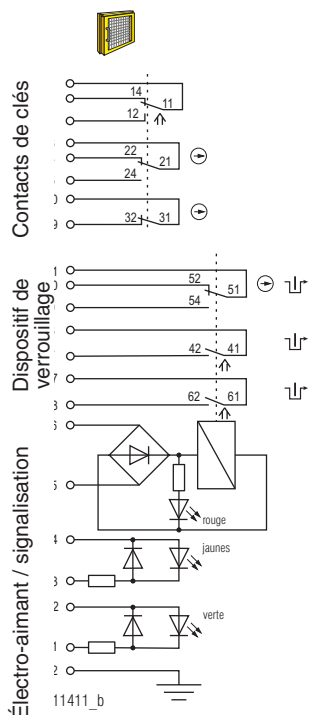 Contacts de clés
14
11
12
22
21
24
32 31
Dispositif de
verrouillage
52
51
54
42 41
62 61
Électro-aimant / signalisation
rouge
jaunes
verte
11411_b